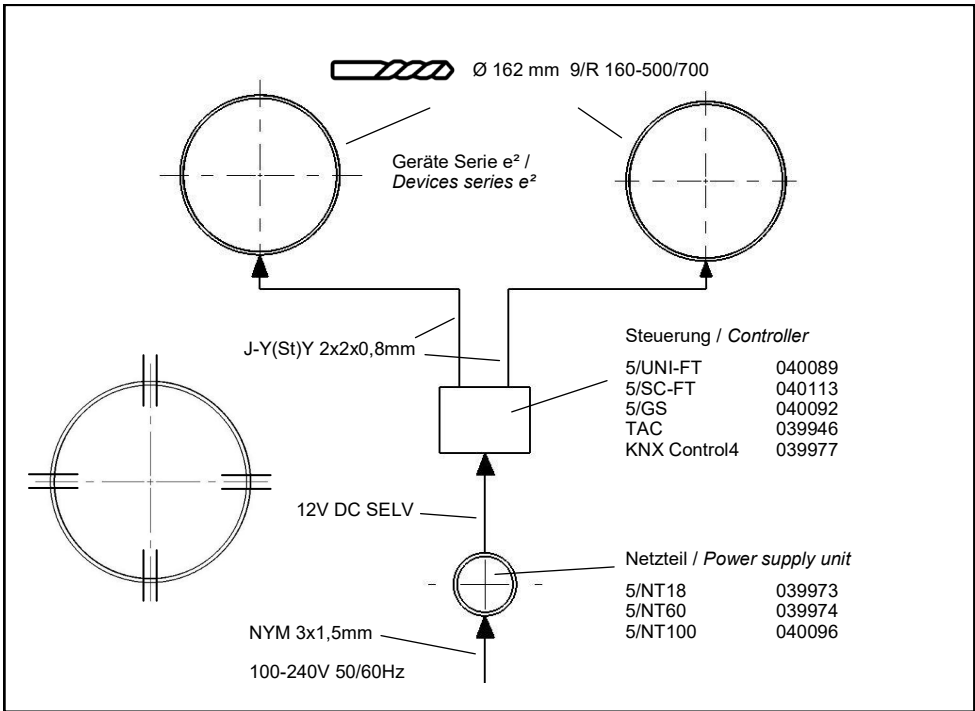 Ø 162 mm 9/R 160-500/700
Geräte Serie e² /
Devices series e²
J-Y(St)Y 2x2x0,8mm
Steuerung / Controller
5/UNI-FT 040089
5/SC-FT 040113
5/GS 040092
TAC 039946
KNX Control4 039977
12V DC SELV
Netzteil / Power supply unit
5/NT18 039973
5/NT60 039974
5/NT100 040096
NYM 3x1,5mm
100-240V 50/60Hz